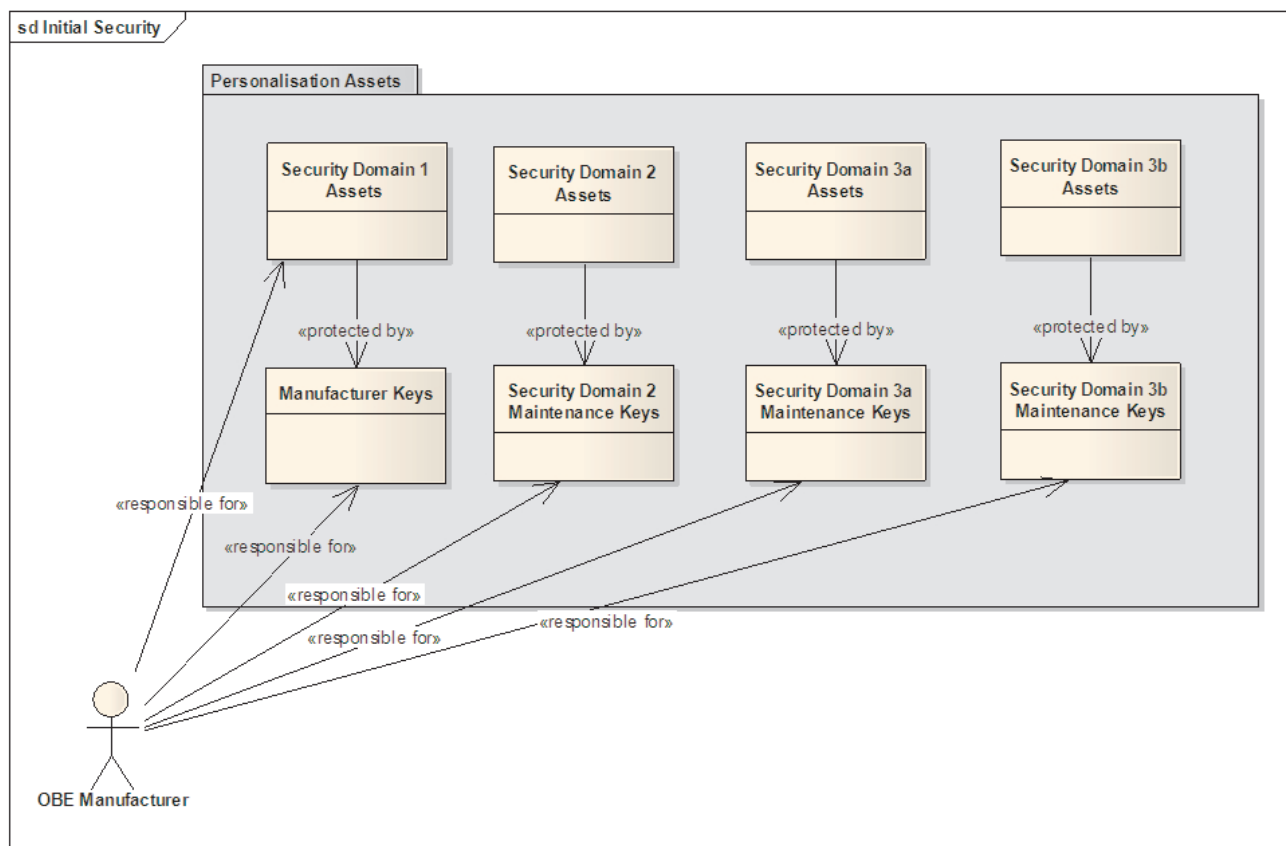 sd Initial Security
Personalisation Assets
Security Domain 1
Assets
Security Domain 2
Assets
Security Domain 3a
Assets
Security Domain 3b
Assets
«protected by»
«protected by»
«protected by»
«protected by»
Manufacturer Keys
Security Domain 2
Maintenance Keys
Security Domain 3a
Maintenance Keys
Security Domain 3b
Maintenance Keys
«responsible for»
«responsible for»
«responsible for»
«responsible for»
«responsible for»
OBE Manufacturer